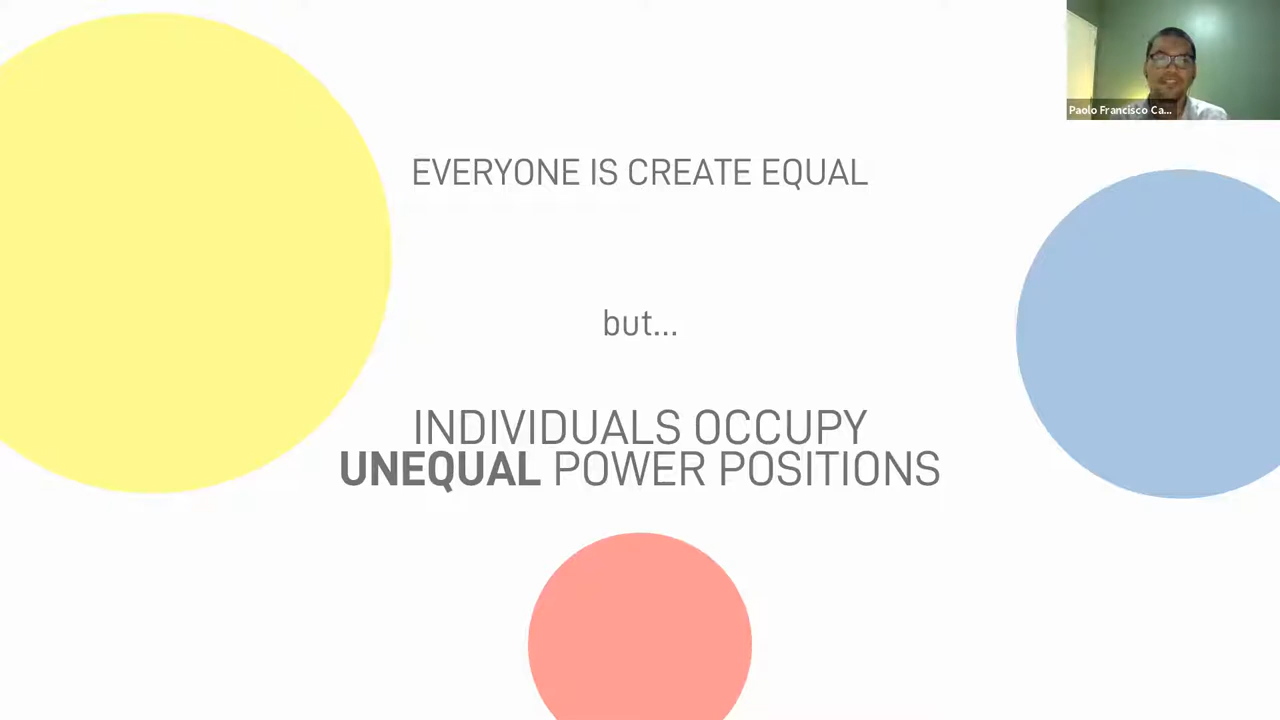 Paolo Francisco Ca...
EVERYONE IS CREATE EQUAL
but...
INDIVIDUALS OCCUPY
UNEQUAL POWER POSITIONS